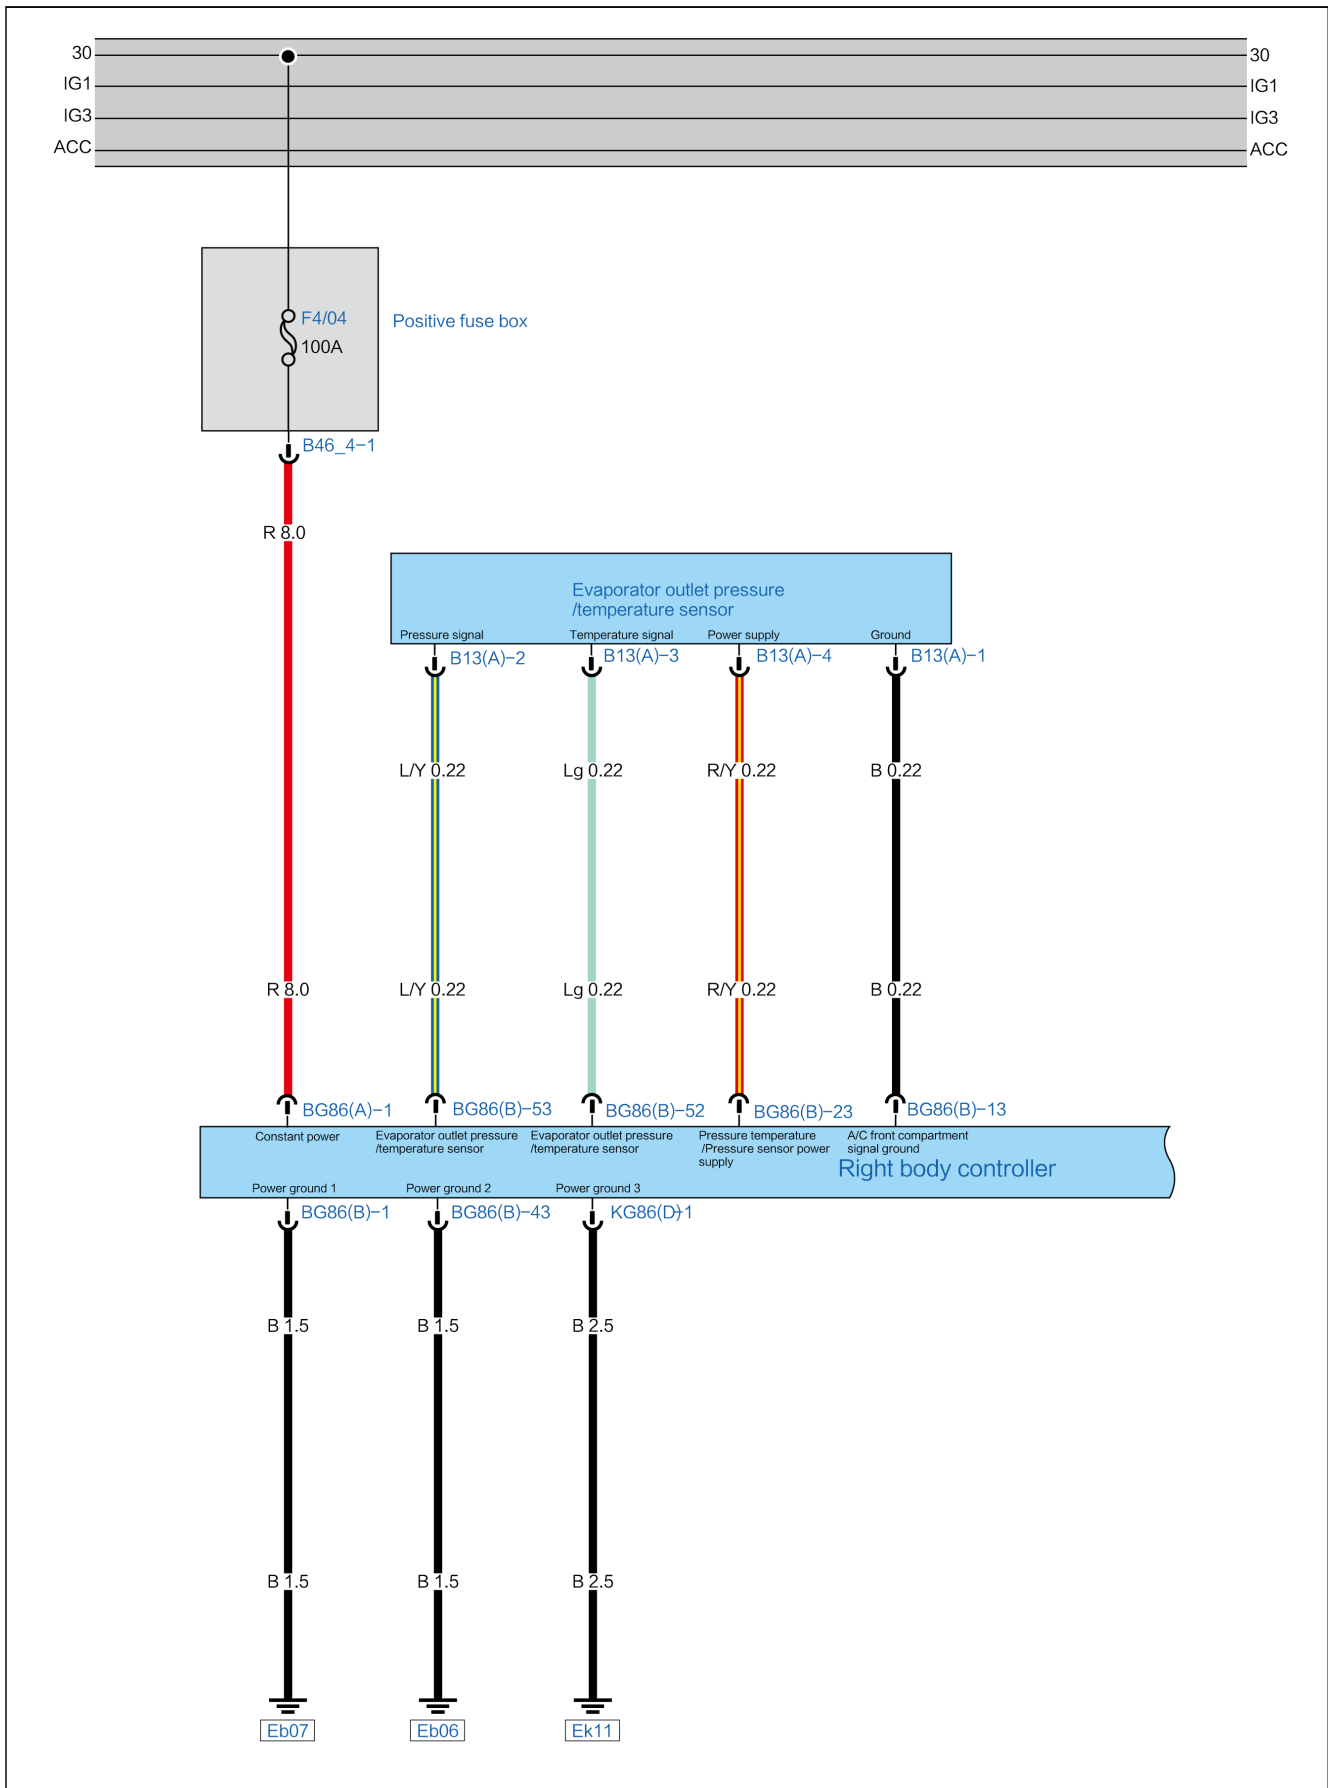 30
30
IG1
IG1
IG3
IG3
ACC
ACC
F4/04
100A
Positive fuse box
B46_4-1
R 8.0
Evaporator outlet pressure
/temperature sensor
Pressure signal
Temperature signal
Power supply
Ground
B13(A)-2
B13(A)-3
B13(A)-4
B13(A)-1
L/Y 0.22
Lg 0.22
R/Y 0.22
B 0.22
R 8.0
L/Y 0.22
Lg 0.22
R/Y 0.22
B 0.22
BG86(A)-1
BG86(B)-53
BG86(B)-52
BG86(B)-23
BG86(B)-13
Constant power
Evaporator outlet pressure
/temperature sensor
Evaporator outlet pressure
/temperature sensor
Pressure temperature
/Pressure sensor power
supply
A/C front compartment
signal ground
Right body controller
Power ground 1
Power ground 2
Power ground 3
BG86(B)-1
BG86(B)-43
KG86(D)-1
B 1.5
B 1.5
B 2.5
B 1.5
B 1.5
B 2.5
Eb07
Eb06
Ek11